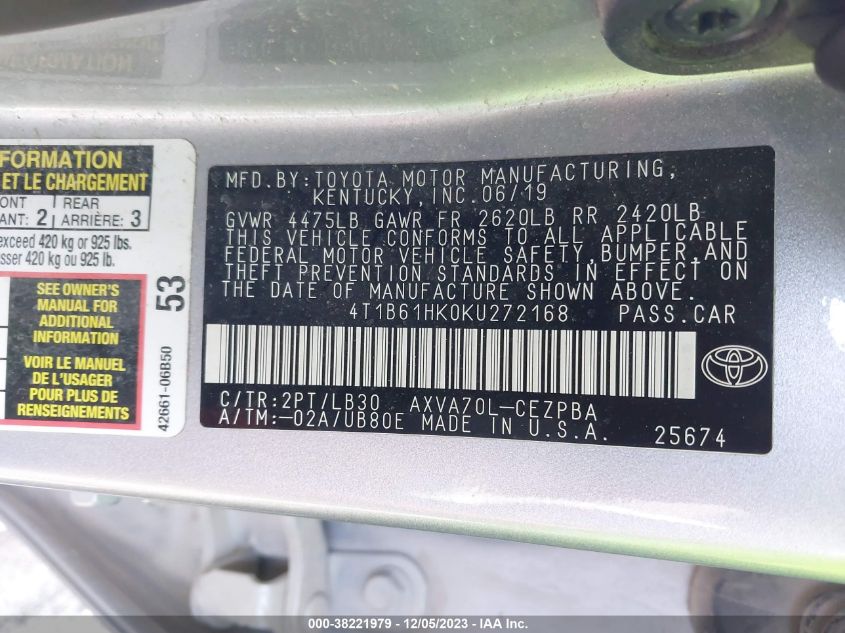 FORMATION
ET LE CHARGEMENT
ONT REAR
ANT: 2 ARRIÈRE: 3
exceed 420 kg or 925 lbs.
sser 420 kg ou 925 lb.
SEE OWNER'S
MANUAL FOR
ADDITIONAL
INFORMATION
VOIR LE MANUEL
DE L'USAGER
POUR PLUS DE
RENSEIGNEMENTS
53
42661-06B50
MFD.BY:TOYOTA MOTOR MANUFACTURING,
KENTUCKY,INC.06/19
GVWR 4475LB GAWR FR 2620LB RR 2420LB
THIS VEHICLE CONFORMS TO ALL APPLICABLE
FEDERAL MOTOR VEHICLE SAFETY,BUMPER,AND
THEFT PREVENTION STANDARDS IN EFFECT ON
THE DATE OF MANUFACTURE SHOWN ABOVE.
4T1B61HK0KU272168 PASS.CAR
C/TR:2PT/LB30 AXVA70L-CEZPBA
A/TM:-02A/UB80E MADE IN U.S.A. 25674
000-38221979 - 12/05/2023 - IAA Inc.